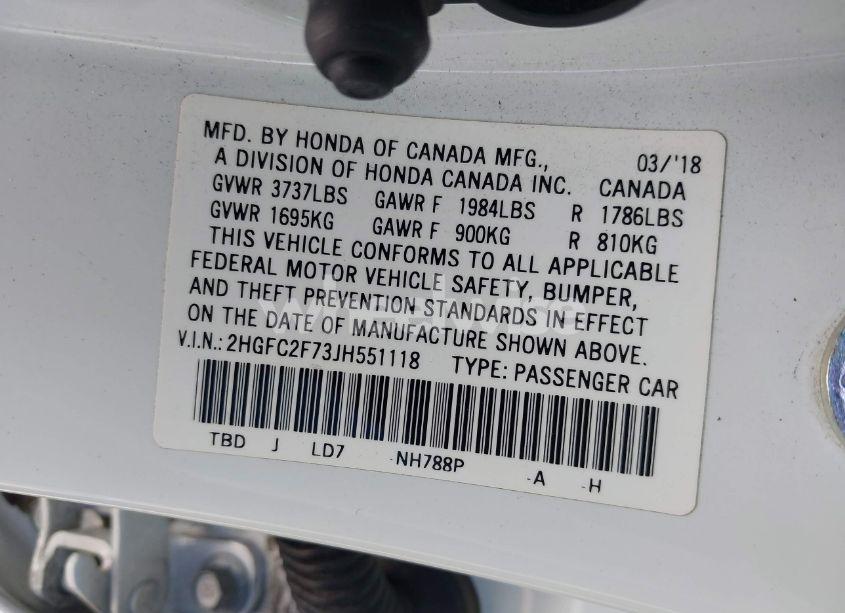 MFD. BY HONDA OF CANADA MFG., 03/'18
A DIVISION OF HONDA CANADA INC. CANADA
GVWR 3737LBS GAWR F 1984LBS R 1786LBS
GVWR 1695KG GAWR F 900KG R 810KG
THIS VEHICLE CONFORMS TO ALL APPLICABLE
FEDERAL MOTOR VEHICLE SAFETY, BUMPER,
AND THEFT PREVENTION STANDARDS IN EFFECT
ON THE DATE OF MANUFACTURE SHOWN ABOVE.
V.I.N.: 2HGFC2F73JH551118 TYPE: PASSENGER CAR
TBD J LD7 -NH788P -A -H